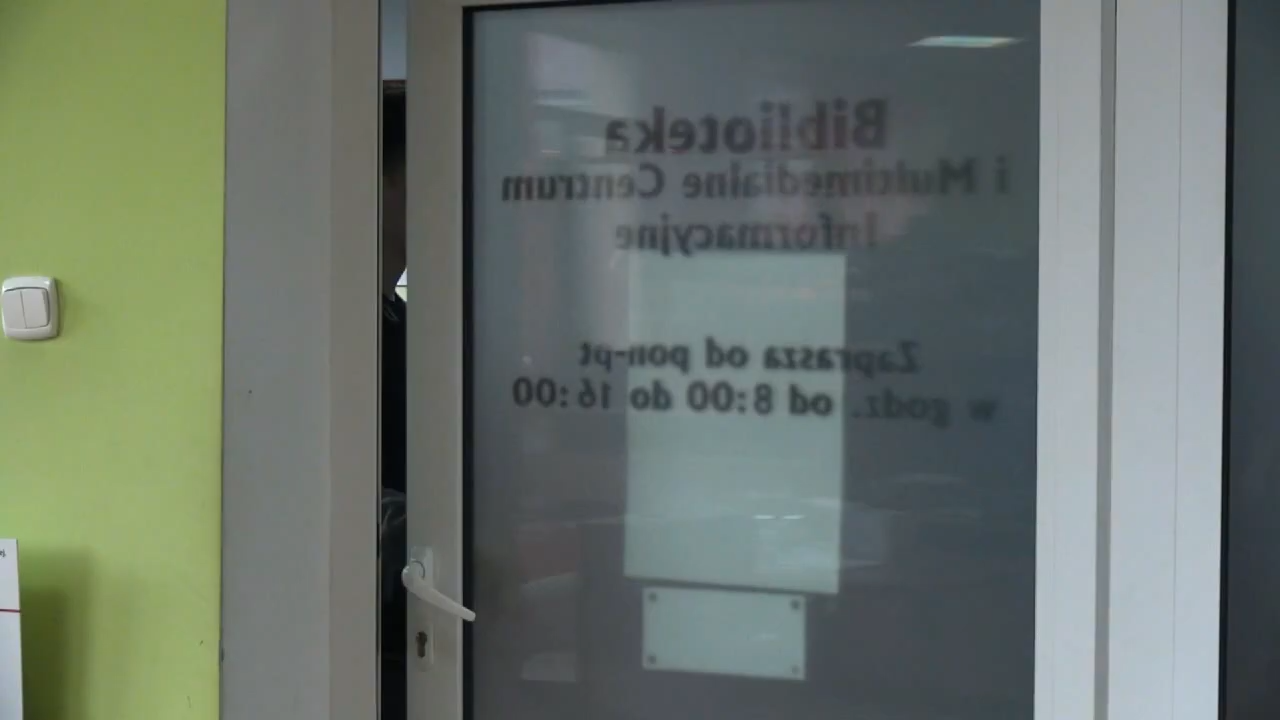 Biblioteka
i Multimedialne Centrum
Informacyjne
Zaprasza od pon-pt
w godz. od 8:00 do 16:00